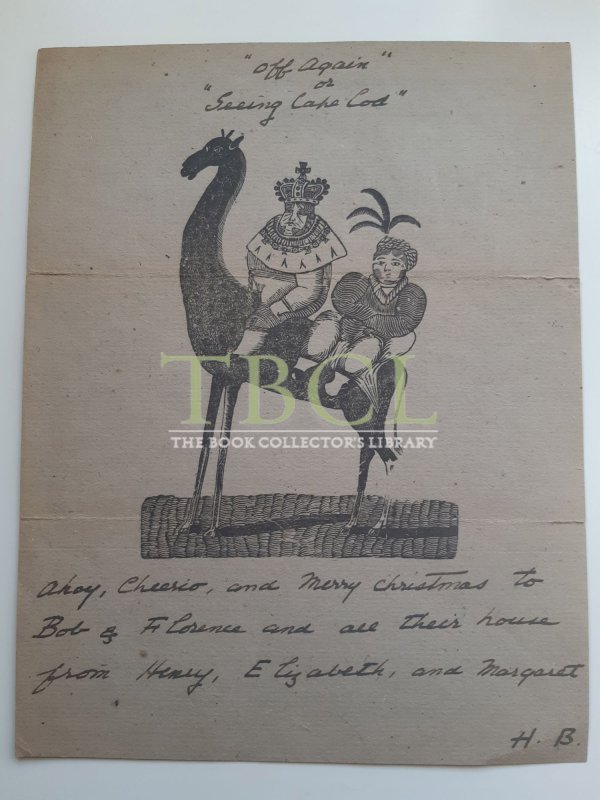 "Off Again"
or
"Seeing Cape Cod"
TBCL
THE BOOK COLLECTOR'S LIBRARY
Ahoy, Cheerio, and Merry Christmas to
Bob & Florence and all their house
from Henry, Elizabeth, and Margaret
H. B.